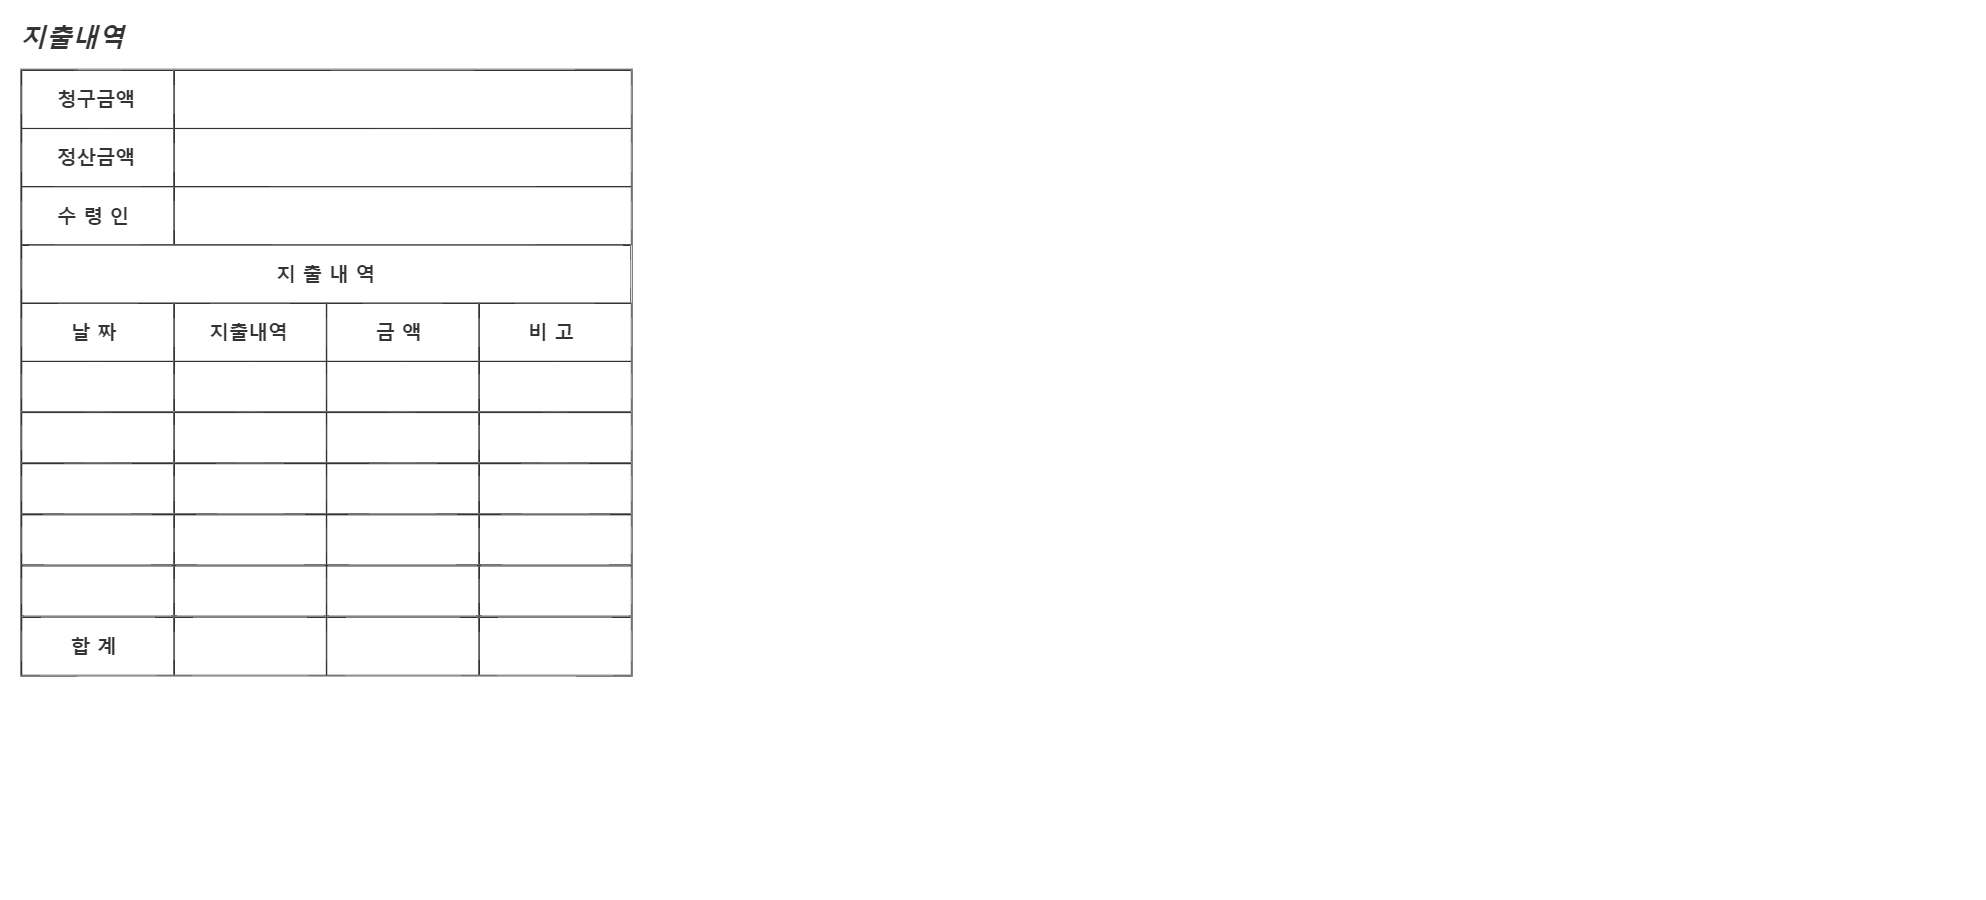 지출내역
청구금액
정산금액
수 령 인
지 출 내 역
날 짜 지출내역 금 액 비 고
합 계